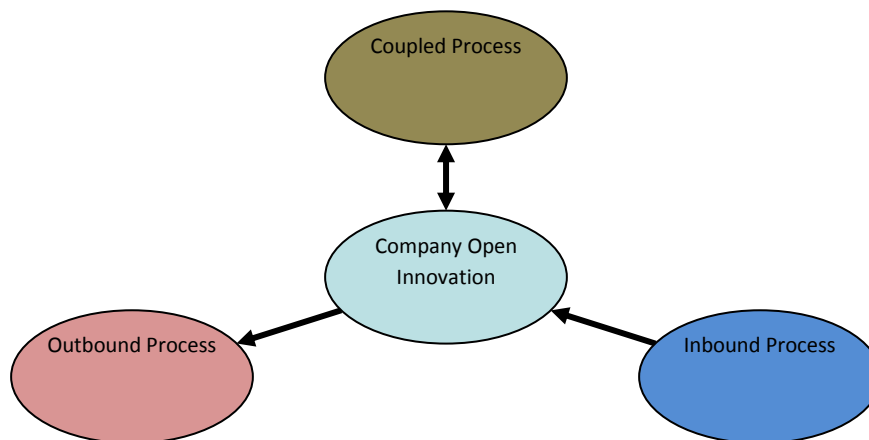 Coupled Process
Company Open
Innovation
Outbound Process
Inbound Process